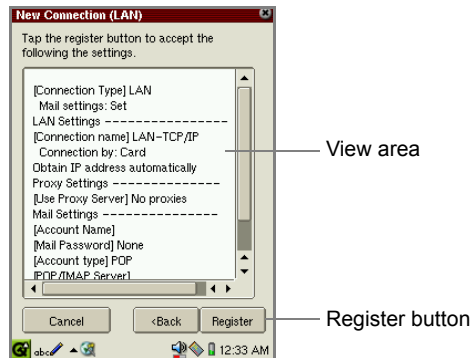 New Connection (LAN)
Tap the register button to accept the
following the settings.
[Connection Type] LAN
Mail settings: Set
LAN Settings ----------------
[Connection name] LAN-TCP/IP
Connection by: Card
Obtain IP address automatically
Proxy Settings ---------------
[Use Proxy Server] No proxies
Mail Settings ---------------
[Account Name]
[Mail Password] None
[Account type] POP
[POP/IMAP Server]
View area
Cancel <Back Register
Register button
abc 12:33 AM